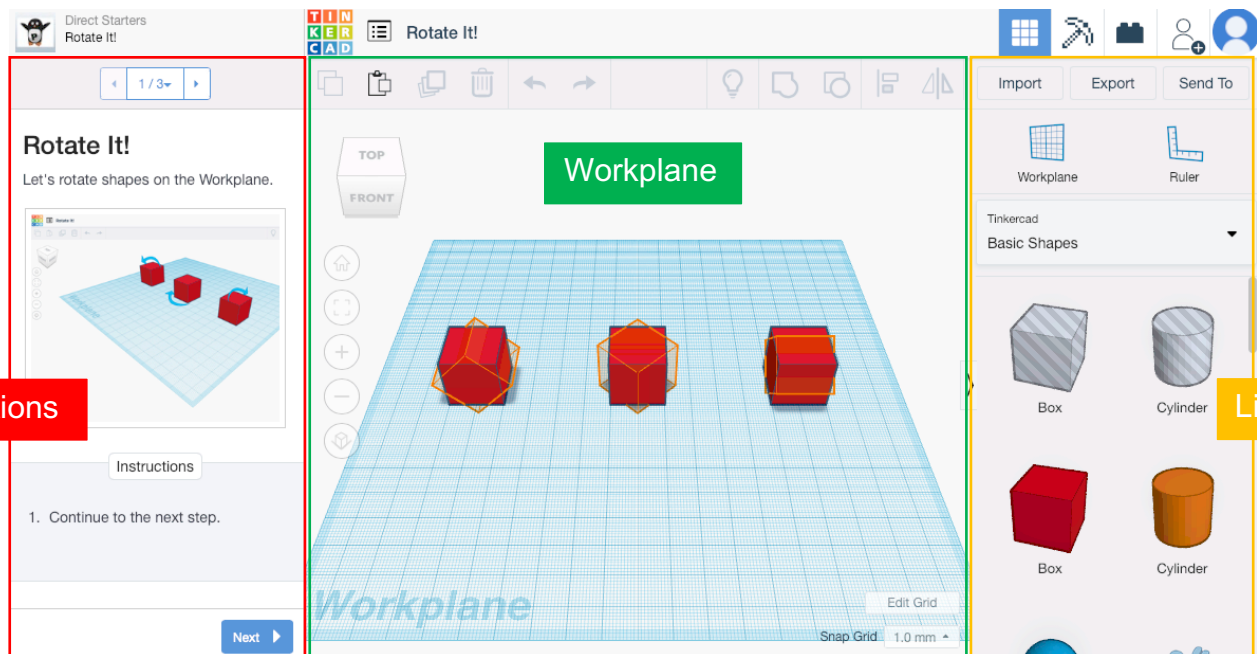 Direct Starters
Rotate It!
TIN
KER
CAD
Rotate It!
1 / 3
Import
Export
Send To
Rotate It!
Let's rotate shapes on the Workplane.
TOP
FRONT
Workplane
Workplane
Ruler
Tinkercad
Basic Shapes
Rotate It!
Workplane
ions
Box
Cylinder
Li
Instructions
1. Continue to the next step.
Box
Cylinder
Workplane
Edit Grid
Next
Snap Grid
1.0 mm